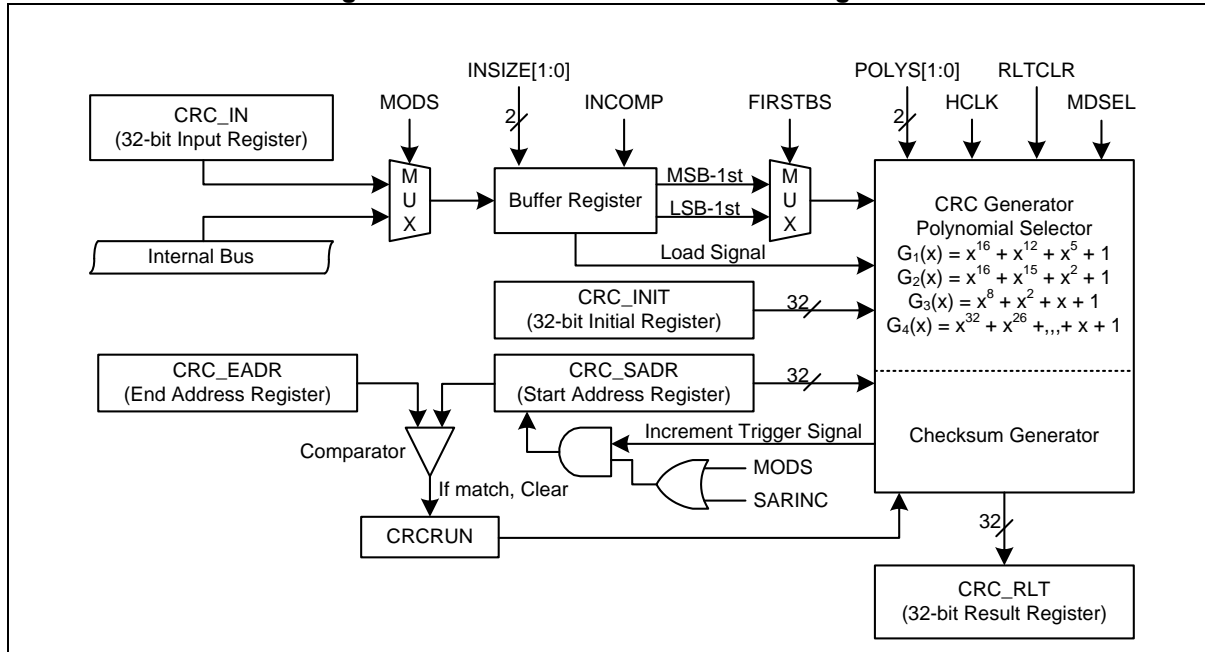 INSIZE[1:0]
POLYS[1:0]
RLTCLR
MODS
INCOMP
FIRSTBS
HCLK
MDSEL
2
2
CRC_IN
(32-bit Input Register)
MUX
Buffer Register
MSB-1st
LSB-1st
MUX
Internal Bus
Load Signal
CRC Generator
Polynomial Selector
G₁(x) = x¹⁶ + x¹² + x⁵ + 1
G₂(x) = x¹⁶ + x¹⁵ + x² + 1
G₃(x) = x⁸ + x² + x + 1
G₄(x) = x³² + x²⁶ +,,,+ x + 1
CRC_INIT
(32-bit Initial Register)
32
CRC_EADR
(End Address Register)
CRC_SADR
(Start Address Register)
32
Comparator
Increment Trigger Signal
Checksum Generator
MODS
SARINC
If match, Clear
CRCRUN
32
CRC_RLT
(32-bit Result Register)